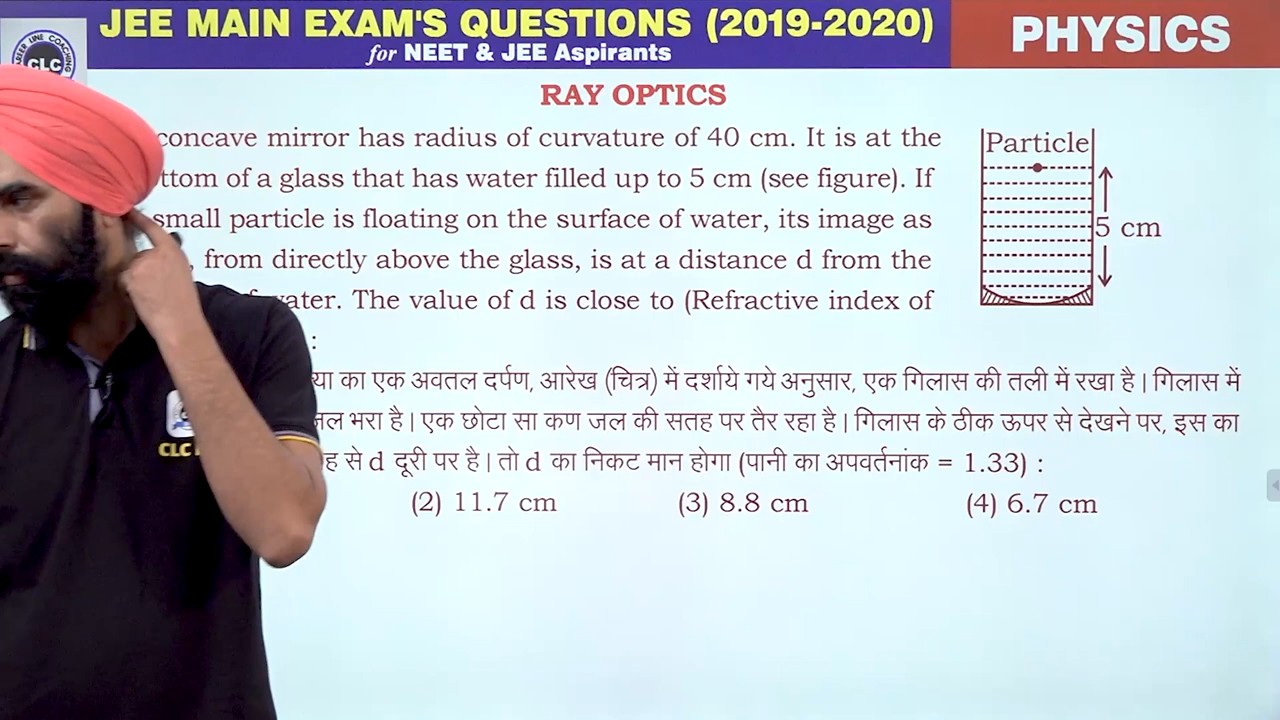 JEE MAIN EXAM'S QUESTIONS (2019-2020)
for NEET & JEE Aspirants
PHYSICS
CLC
RAY OPTICS
concave mirror has radius of curvature of 40 cm. It is at the
of a glass that has water filled up to 5 cm (see figure). If
small particle is floating on the surface of water, its image as
, from directly above the glass, is at a distance d from the
water. The value of d is close to (Refractive index of
:
Particle
5 cm
का एक अवतल दर्पण, आरेख (चित्र) में दर्शाये गये अनुसार, एक गिलास की तली में रखा है। गिलास में
जल भरा है। एक छोटा सा कण जल की सतह पर तैर रहा है। गिलास के ठीक ऊपर से देखने पर, इस का
से d दूरी पर है। तो d का निकट मान होगा (पानी का अपवर्तनांक = 1.33) :
(2) 11.7 cm (3) 8.8 cm (4) 6.7 cm
CLC